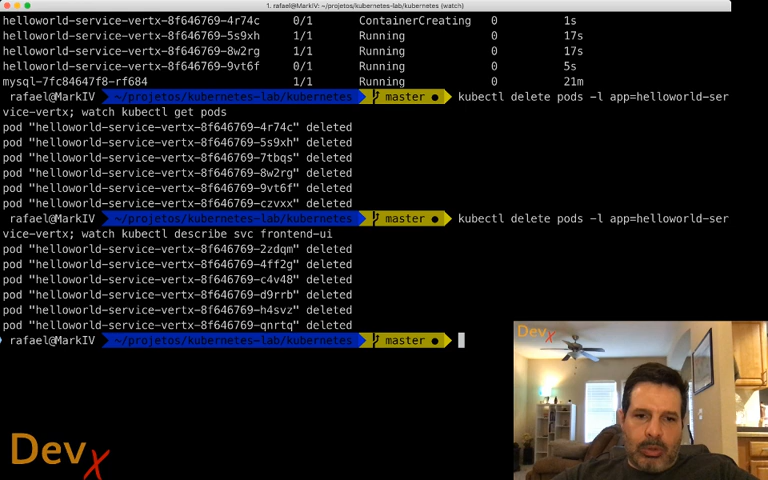 1. rafael@MarkIV: ~/projetos/kubernetes-lab/kubernetes (watch)
helloworld-service-vertx-8f646769-4r74c 0/1 ContainerCreating 0 1s
helloworld-service-vertx-8f646769-5s9xh 1/1 Running 0 17s
helloworld-service-vertx-8f646769-8w2rg 1/1 Running 0 17s
helloworld-service-vertx-8f646769-9vt6f 0/1 Running 0 5s
mysql-7fc84647f8-rf684 1/1 Running 0 21m
rafael@MarkIV ~/projetos/kubernetes-lab/kubernetes master ● kubectl delete pods -l app=helloworld-ser
vice-vertx; watch kubectl get pods
pod "helloworld-service-vertx-8f646769-4r74c" deleted
pod "helloworld-service-vertx-8f646769-5s9xh" deleted
pod "helloworld-service-vertx-8f646769-7tbqs" deleted
pod "helloworld-service-vertx-8f646769-8w2rg" deleted
pod "helloworld-service-vertx-8f646769-9vt6f" deleted
pod "helloworld-service-vertx-8f646769-czvxx" deleted
rafael@MarkIV ~/projetos/kubernetes-lab/kubernetes master ● kubectl delete pods -l app=helloworld-ser
vice-vertx; watch kubectl describe svc frontend-ui
pod "helloworld-service-vertx-8f646769-2zdqm" deleted
pod "helloworld-service-vertx-8f646769-4ff2g" deleted
pod "helloworld-service-vertx-8f646769-c4v48" deleted
pod "helloworld-service-vertx-8f646769-d9rrb" deleted
pod "helloworld-service-vertx-8f646769-h4svz" deleted
pod "helloworld-service-vertx-8f646769-qnrtq" deleted
rafael@MarkIV ~/projetos/kubernetes-lab/kubernetes master ●
DevX
DevX